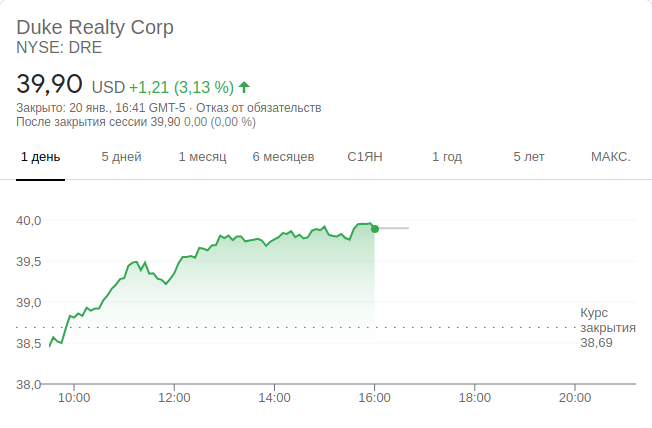 Duke Realty Corp
NYSE: DRE
39,90 USD +1,21 (3,13 %)
Закрыто: 20 янв., 16:41 GMT-5 · Отказ от обязательств
После закрытия сессии 39,90 0,00 (0,00 %)
1 день 5 дней 1 месяц 6 месяцев С1ЯН 1 год 5 лет МАКС.
40,0
39,5
39,0
38,5
38,0
Курс
закрытия
38,69
10:00 12:00 14:00 16:00 18:00 20:00